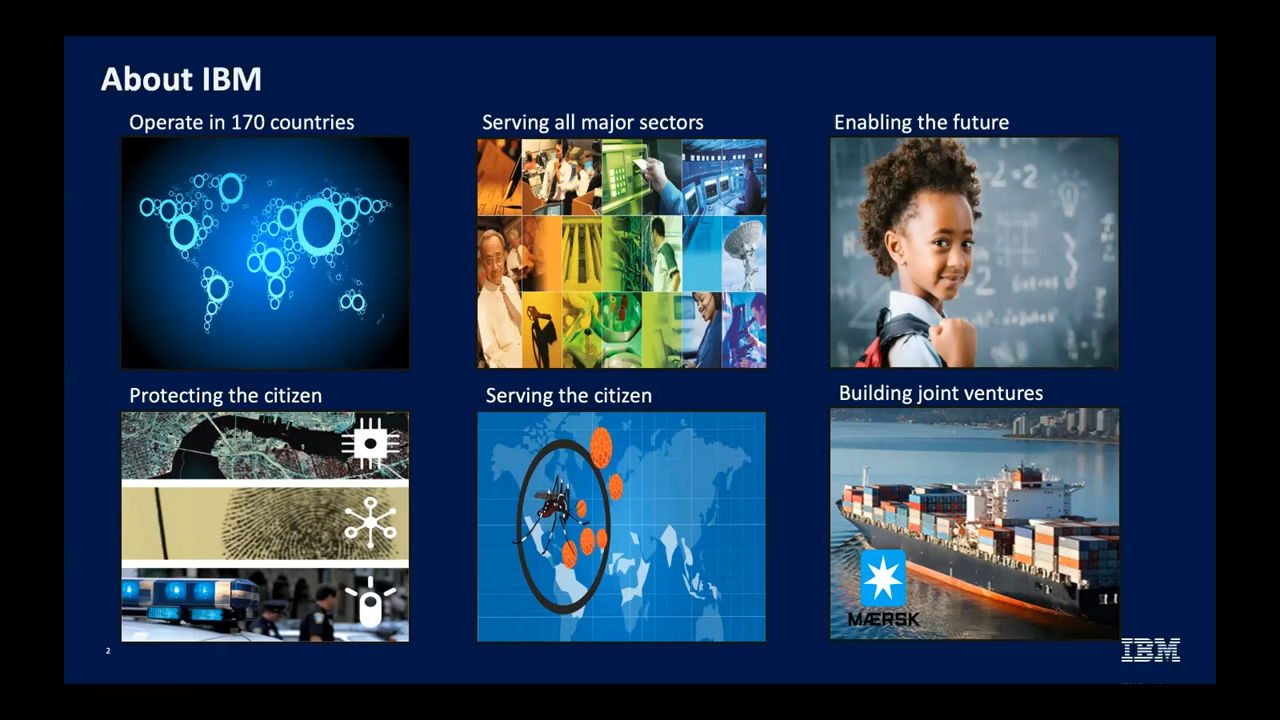 About IBM
Operate in 170 countries
Serving all major sectors
Enabling the future
Protecting the citizen
Serving the citizen
Building joint ventures
MÆRSK
2
IBM